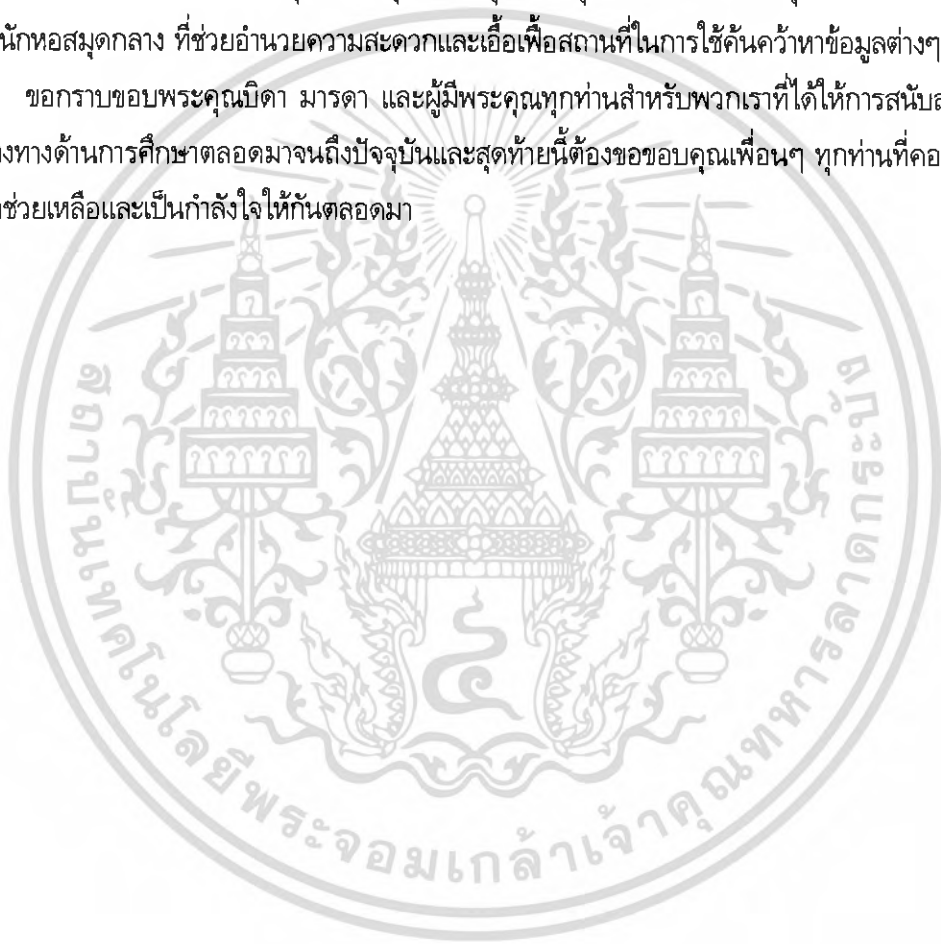 นักหอสมุดกลาง ที่ช่วยอำนวยความสะดวกและเอื้อเฟื้อสถานที่ในการใช้ค้นคว้าหาข้อมูลต่างๆ
ขอกราบขอบพระคุณบิดา มารดา และผู้มีพระคุณทุกท่านสำหรับพวกเราที่ได้ให้การสนับ
ทางด้านการศึกษาตลอดมาจนถึงปัจจุบันและสุดท้ายนี้ต้องขอขอบคุณเพื่อนๆ ทุกท่านที่คอ
ช่วยเหลือและเป็นกำลังใจให้กันตลอดมา
๔
สถาบันเทคโนโลยีพระจอมเกล้าเจ้าคุณทหารลาดกระบัง